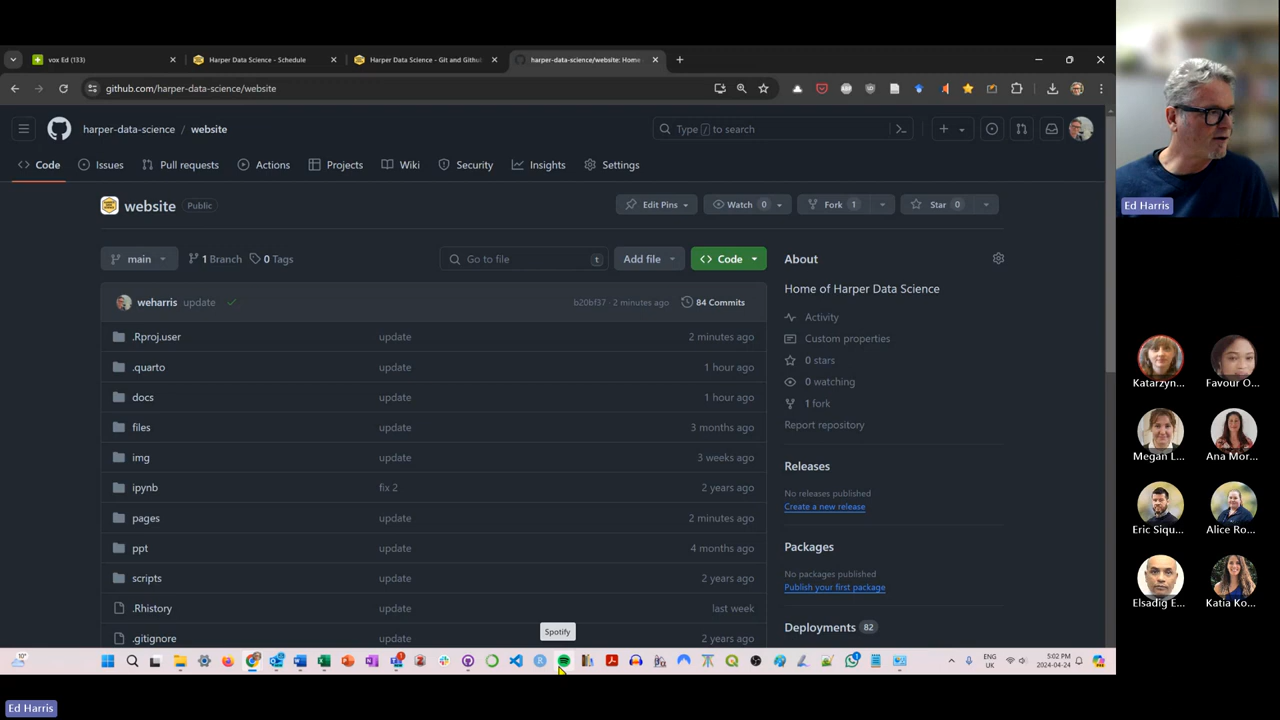 vox Ed (133)
Harper Data Science - Schedule
Harper Data Science - Git and Githu
harper-data-science/website: Home
github.com/harper-data-science/website
harper-data-science / website
Type / to search
Code
Issues
Pull requests
Actions
Projects
Wiki
Security
Insights
Settings
website
Public
Edit Pins
Watch 0
Fork 1
Star 0
main
1 Branch
0 Tags
Go to file
t
Add file
<> Code
weharris update
b20bf37 · 2 minutes ago
84 Commits
.Rproj.user update 2 minutes ago
.quarto update 1 hour ago
docs update 1 hour ago
files update 3 months ago
img update 3 weeks ago
ipynb fix 2 2 years ago
pages update 2 minutes ago
ppt update 4 months ago
scripts update 2 years ago
.Rhistory update last week
.gitignore update 2 years ago
About
Home of Harper Data Science
Activity
Custom properties
0 stars
0 watching
1 fork
Report repository
Releases
No releases published
Create a new release
Packages
No packages published
Publish your first package
Deployments 82
Spotify
10°
ENG
UK
5:02 PM
2024-04-24
Ed Harris
Katarzyn...
Favour O...
Megan L...
Ana Mor...
Eric Siqu...
Alice Ro...
Elsadig E...
Katia Ko...
Ed Harris